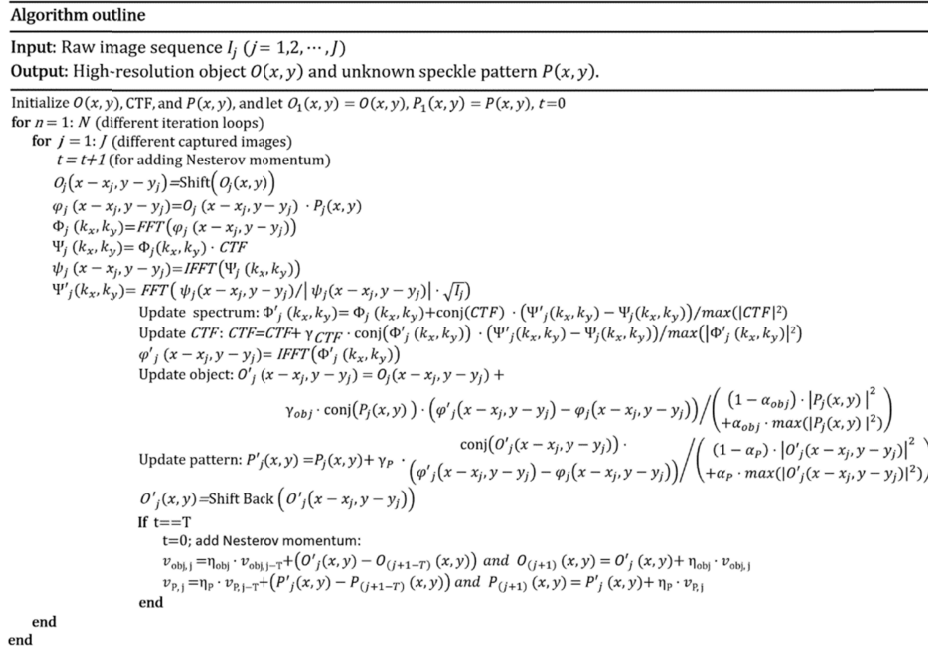 Algorithm outline
Input: Raw image sequence I_j (j= 1,2, ⋯ , J)
Output: High-resolution object O(x, y) and unknown speckle pattern P(x, y).
Initialize O(x, y), CTF, and P(x, y), and let O_1(x, y) = O(x, y), P_1(x, y) = P(x, y), t=0
for n = 1: N (different iteration loops)
for j = 1: J (different captured images)
t = t+1 (for adding Nesterov momentum)
O_j(x − x_j, y − y_j)=Shift(O_j(x, y))
φ_j (x − x_j, y − y_j)=O_j (x − x_j, y − y_j) · P_j(x, y)
Φ_j (k_x, k_y)=FFT(φ_j (x − x_j, y − y_j))
Ψ_j (k_x, k_y)= Φ_j(k_x, k_y) · CTF
ψ_j (x − x_j, y − y_j)=IFFT(Ψ_j (k_x, k_y))
Ψ'_j(k_x, k_y)= FFT( ψ_j(x − x_j, y − y_j)/| ψ_j(x − x_j, y − y_j)| · √I_j)
Update spectrum: Φ'_j (k_x, k_y)= Φ_j (k_x, k_y)+conj(CTF) · (Ψ'_j(k_x, k_y) − Ψ_j(k_x, k_y))/max(|CTF|²)
Update CTF: CTF=CTF+ γ_CTF · conj(Φ'_j (k_x, k_y)) · (Ψ'_j(k_x, k_y) − Ψ_j(k_x, k_y))/max(|Φ'_j (k_x, k_y)|²)
φ'_j (x − x_j, y − y_j)= IFFT(Φ'_j (k_x, k_y))
Update object: O'_j (x − x_j, y − y_j) = O_j(x − x_j, y − y_j) +
γ_obj · conj(P_j(x, y) ) · (φ'_j(x − x_j, y − y_j) − φ_j(x − x_j, y − y_j))/( (1 − α_obj) · |P_j(x, y) |² +α_obj · max(|P_j(x, y) |²) )
Update pattern: P'_j(x, y) =P_j(x, y)+ γ_P · conj(O'_j(x − x_j, y − y_j)) · (φ'_j(x − x_j, y − y_j) − φ_j(x − x_j, y − y_j))/( (1 − α_P) · |O'_j(x − x_j, y − y_j)|² +α_P · max(|O'_j(x − x_j, y − y_j)|²) )
O'_j(x, y)=Shift Back (O'_j(x − x_j, y − y_j))
If t==T
t=0; add Nesterov momentum:
v_obj,j =η_obj · v_obj,j−T+(O'_j(x, y) − O_(j+1−T) (x, y)) and O_(j+1) (x, y) = O'_j (x, y)+ η_obj · v_obj,j
v_P,j =η_P · v_P,j−T+(P'_j(x, y) − P_(j+1−T) (x, y)) and P_(j+1) (x, y) = P'_j (x, y)+ η_P · v_P,j
end
end
end